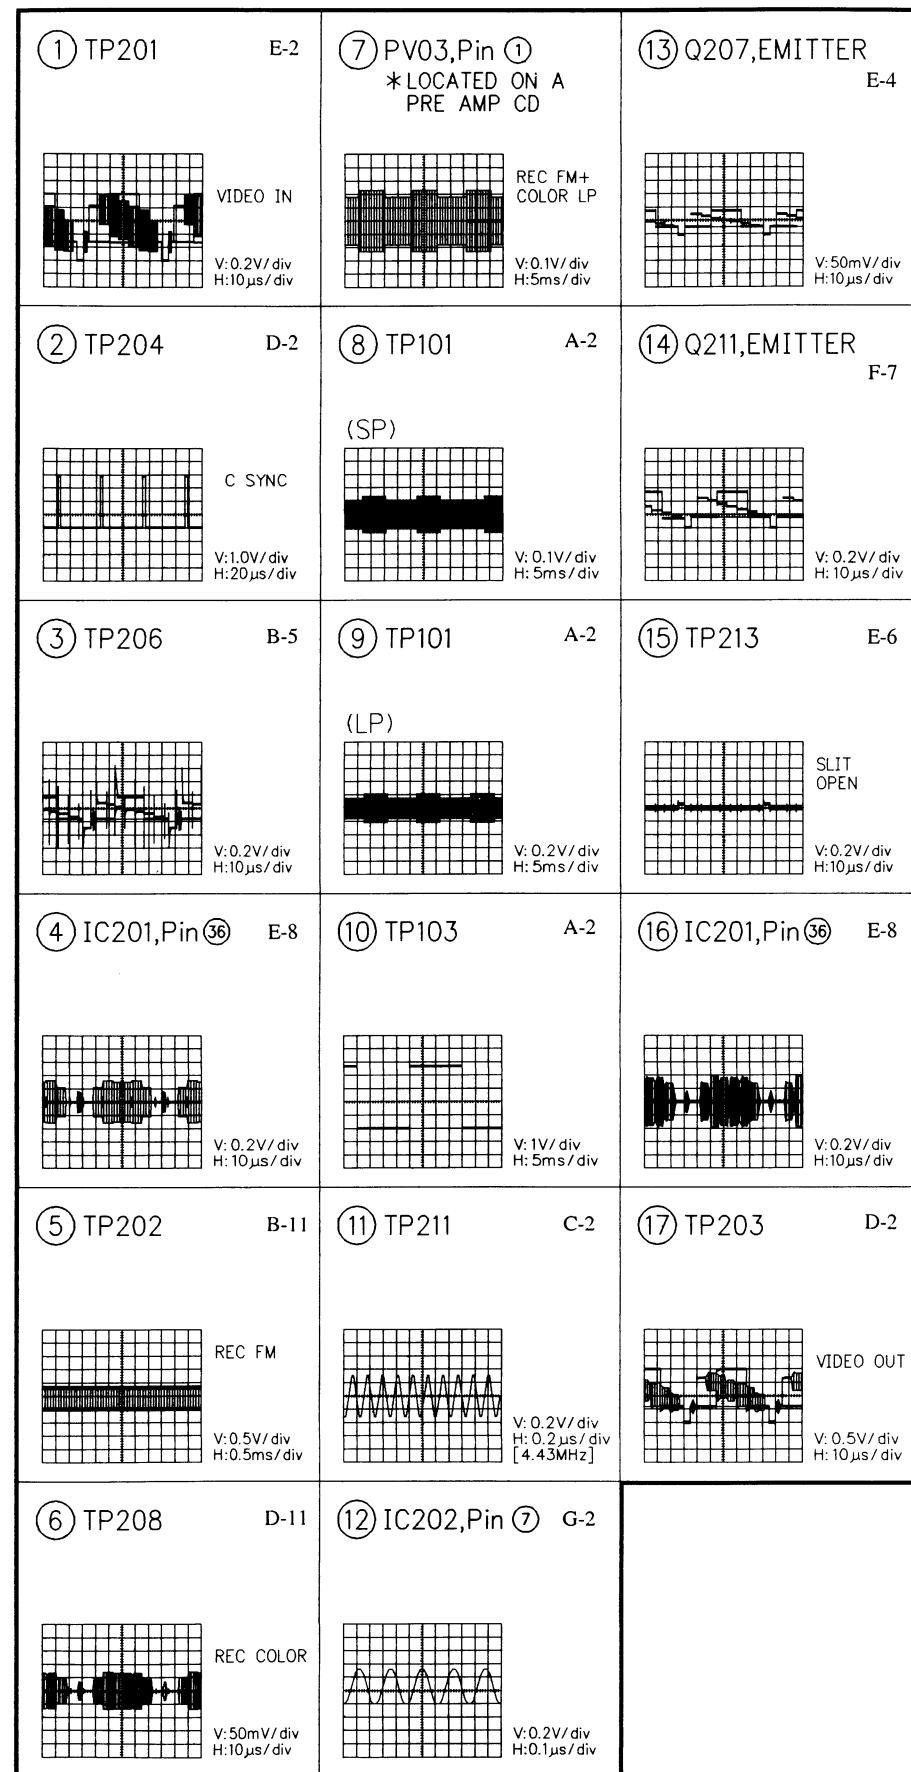 ① TP201 E-2
VIDEO IN
V:0.2V/div
H:10µs/div
② TP204 D-2
C SYNC
V:1.0V/div
H:20µs/div
③ TP206 B-5
V:0.2V/div
H:10µs/div
④ IC201,Pin㊱ E-8
V:0.2V/div
H:10µs/div
⑤ TP202 B-11
REC FM
V:0.5V/div
H:0.5ms/div
⑥ TP208 D-11
REC COLOR
V:50mV/div
H:10µs/div
⑦ PV03,Pin ①
*LOCATED ON A
PRE AMP CD
REC FM+
COLOR LP
V:0.1V/div
H:5ms/div
⑧ TP101 A-2
(SP)
V:0.1V/div
H:5ms/div
⑨ TP101 A-2
(LP)
V:0.2V/div
H:5ms/div
⑩ TP103 A-2
V:1V/div
H:5ms/div
⑪ TP211 C-2
V:0.2V/div
H:0.2µs/div
[4.43MHz]
⑫ IC202,Pin ⑦ G-2
V:0.2V/div
H:0.1µs/div
⑬ Q207,EMITTER
E-4
V:50mV/div
H:10µs/div
⑭ Q211,EMITTER
F-7
V:0.2V/div
H:10µs/div
⑮ TP213 E-6
SLIT
OPEN
V:0.2V/div
H:10µs/div
⑯ IC201,Pin㊱ E-8
V:0.2V/div
H:10µs/div
⑰ TP203 D-2
VIDEO OUT
V:0.5V/div
H:10µs/div